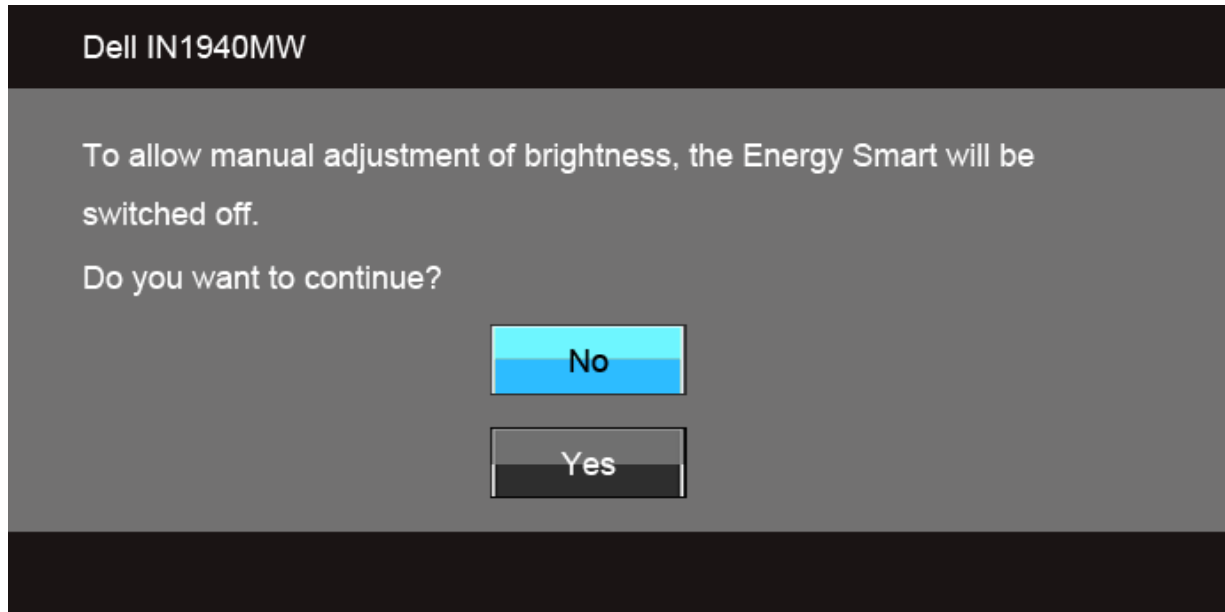 Dell IN1940MW
To allow manual adjustment of brightness, the Energy Smart will be
switched off.
Do you want to continue?
No
Yes